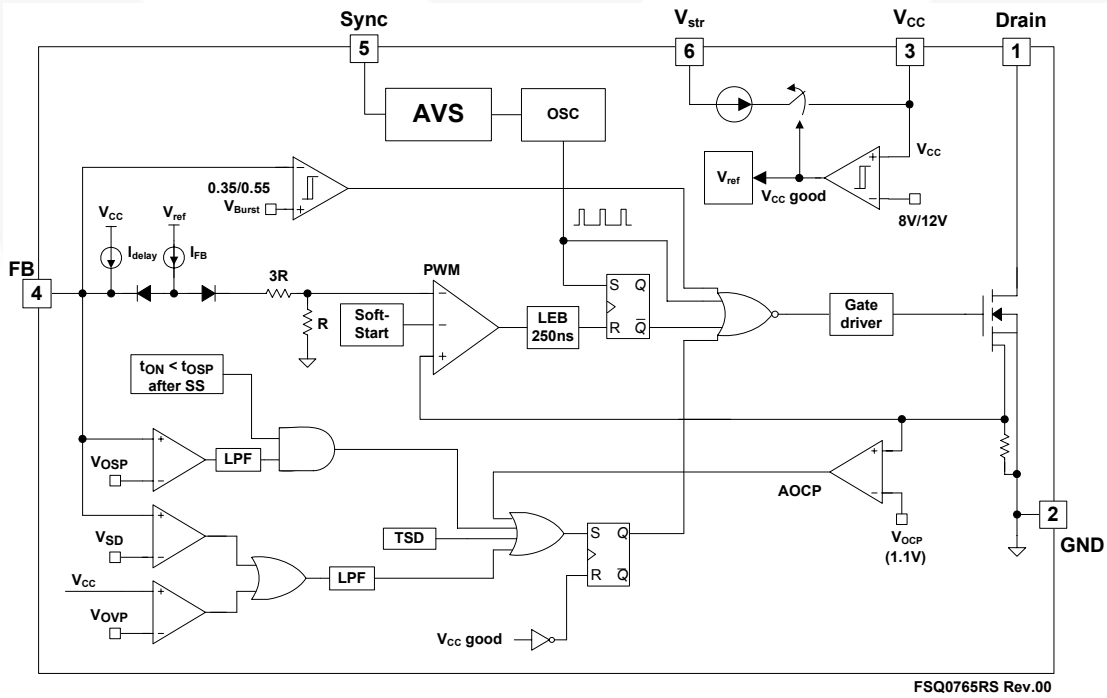 Sync
Vstr
VCC
Drain
5
6
3
1
AVS
OSC
VCC
Vref
VCC good
8V/12V
0.35/0.55
VBurst
VCC
Vref
Idelay
IFB
FB
4
3R
R
PWM
Soft-
Start
LEB
250ns
S Q
R Q
Gate
driver
tON < tOSP
after SS
VOSP
LPF
AOCP
VOCP
(1.1V)
2
GND
VSD
TSD
S Q
R Q
LPF
VCC
VOVP
VCC good
FSQ0765RS Rev.00